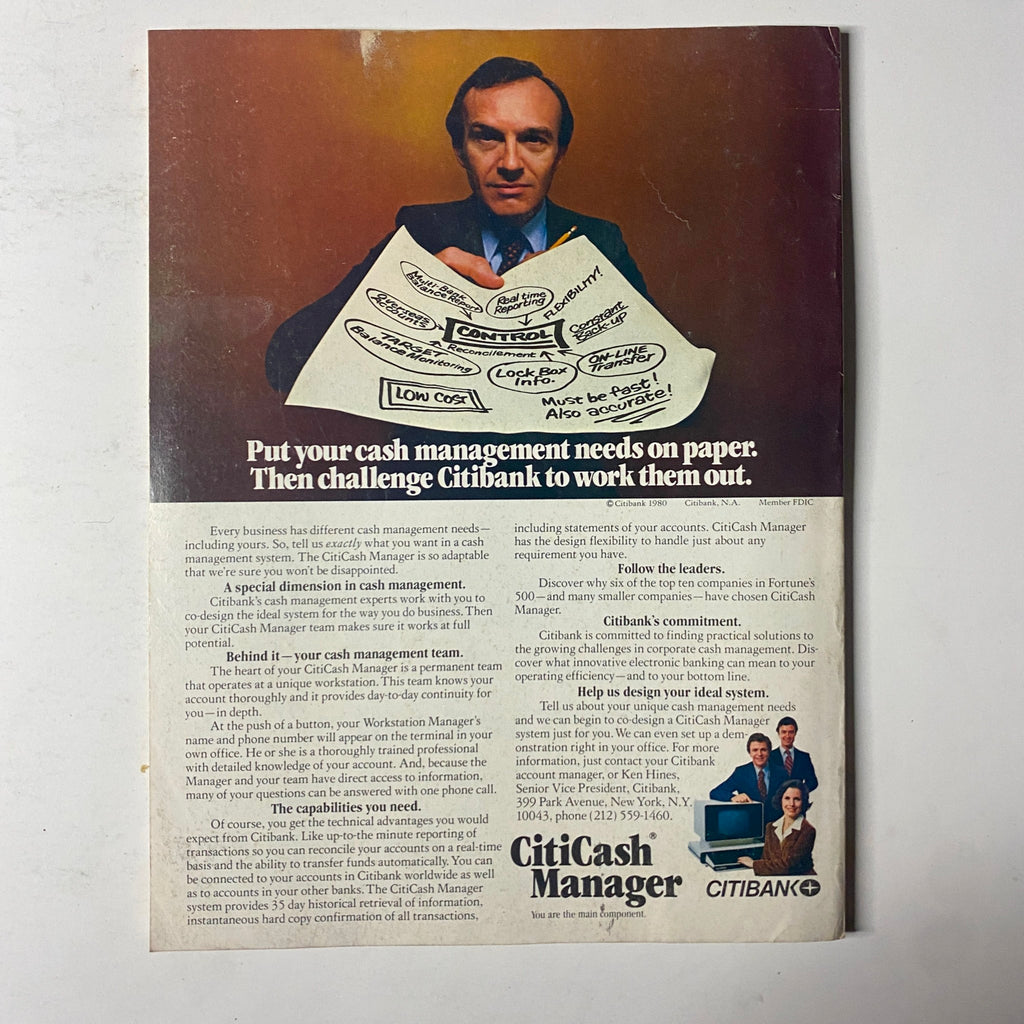 Multi-Bank
Balance Report
Real time
Reporting
FLEXIBILITY!
Overseas
Accounts
CONTROL
Constant
Back-up
TARGET
Balance Monitoring
Reconcilement
Lock Box
Info.
ON-LINE
Transfer
LOW COST
Must be fast!
Also accurate!
Put your cash management needs on paper.
Then challenge Citibank to work them out.
© Citibank 1980 Citibank, N.A. Member FDIC
Every business has different cash management needs—
including yours. So, tell us exactly what you want in a cash
management system. The CitiCash Manager is so adaptable
that we're sure you won't be disappointed.
A special dimension in cash management.
Citibank's cash management experts work with you to
co-design the ideal system for the way you do business. Then
your CitiCash Manager team makes sure it works at full
potential.
Behind it—your cash management team.
The heart of your CitiCash Manager is a permanent team
that operates at a unique workstation. This team knows your
account thoroughly and it provides day-to-day continuity for
you—in depth.
At the push of a button, your Workstation Manager's
name and phone number will appear on the terminal in your
own office. He or she is a thoroughly trained professional
with detailed knowledge of your account. And, because the
Manager and your team have direct access to information,
many of your questions can be answered with one phone call.
The capabilities you need.
Of course, you get the technical advantages you would
expect from Citibank. Like up-to-the minute reporting of
transactions so you can reconcile your accounts on a real-time
basis and the ability to transfer funds automatically. You can
be connected to your accounts in Citibank worldwide as well
as to accounts in your other banks. The CitiCash Manager
system provides 35 day historical retrieval of information,
instantaneous hard copy confirmation of all transactions,
including statements of your accounts. CitiCash Manager
has the design flexibility to handle just about any
requirement you have.
Follow the leaders.
Discover why six of the top ten companies in Fortune's
500—and many smaller companies—have chosen CitiCash
Manager.
Citibank's commitment.
Citibank is committed to finding practical solutions to
the growing challenges in corporate cash management. Dis-
cover what innovative electronic banking can mean to your
operating efficiency—and to your bottom line.
Help us design your ideal system.
Tell us about your unique cash management needs
and we can begin to co-design a CitiCash Manager
system just for you. We can even set up a dem-
onstration right in your office. For more
information, just contact your Citibank
account manager, or Ken Hines,
Senior Vice President, Citibank,
399 Park Avenue, New York, N.Y.
10043, phone (212) 559-1460.
CitiCash®
Manager
You are the main component.
CITIBANK